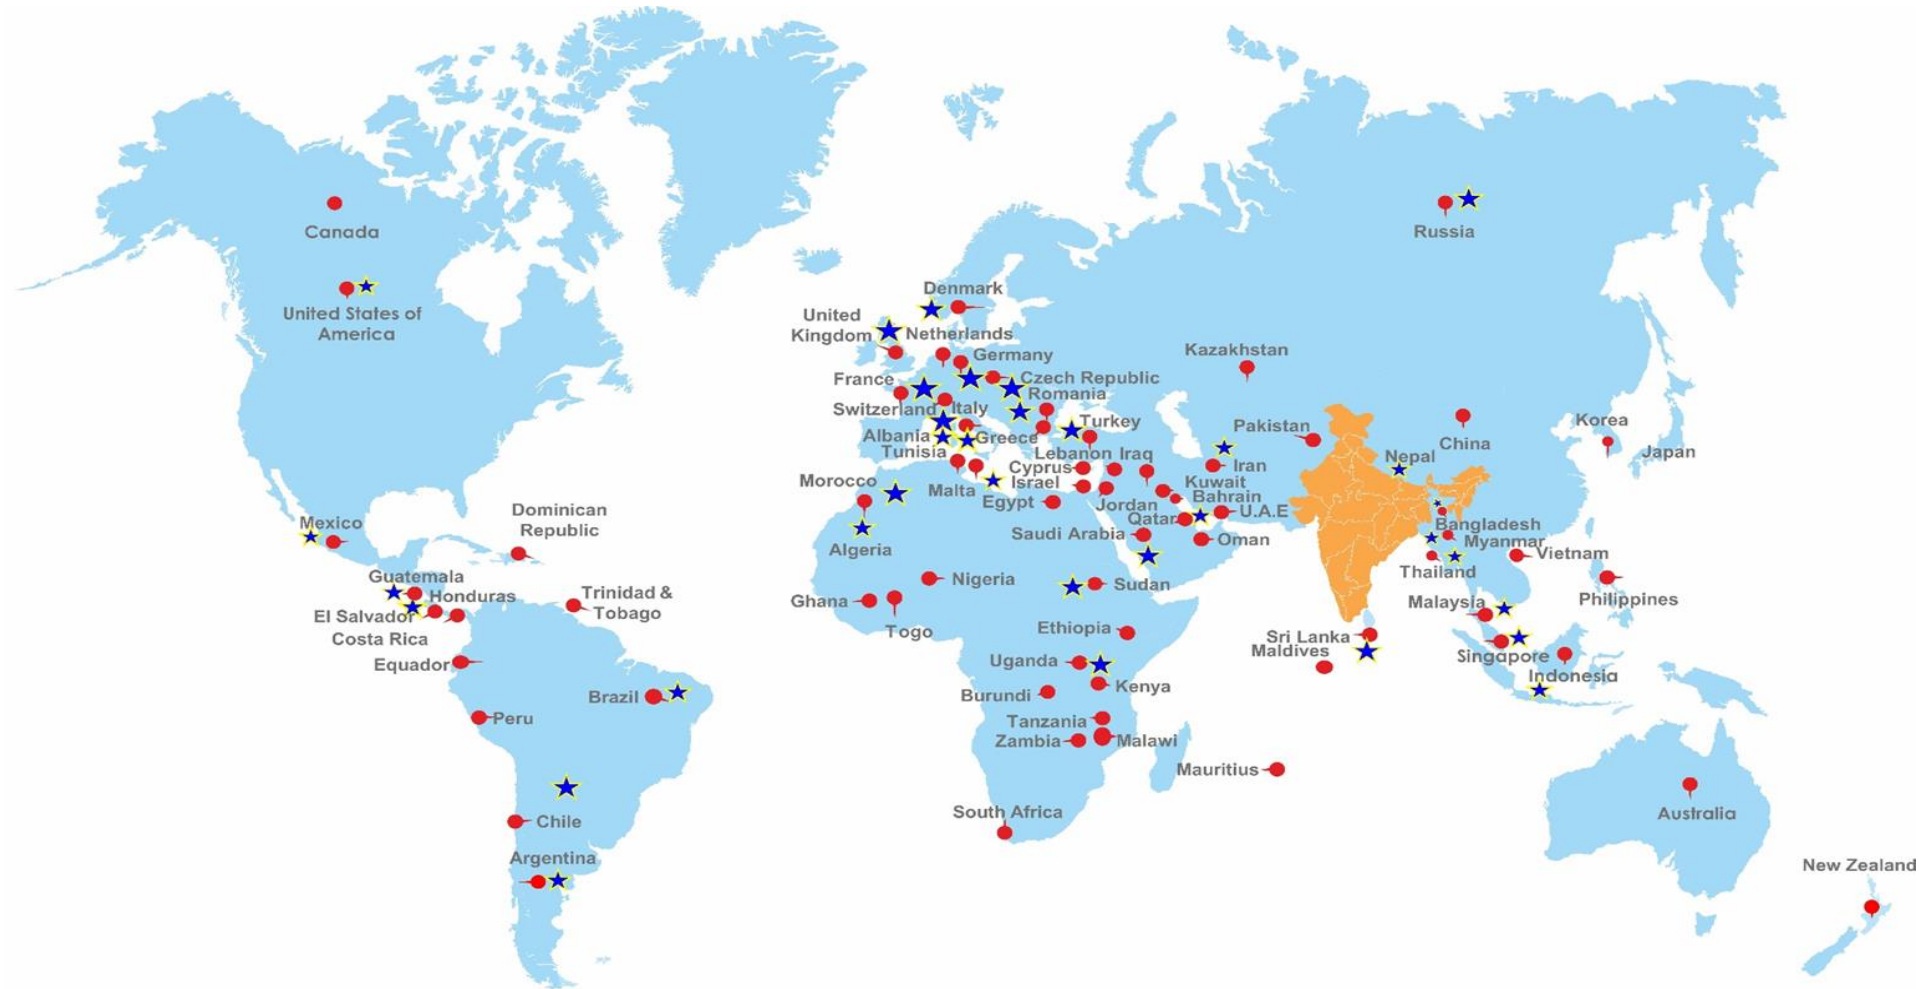 Canada
United States of
America
Mexico
Dominican
Republic
Guatemala
Honduras
El Salvador
Costa Rica
Trinidad &
Tobago
Equador
Brazil
Peru
Chile
Argentina
Denmark
United
Kingdom
Netherlands
Germany
France
Czech Republic
Romania
Switzerland
Italy
Turkey
Albania
Greece
Tunisia
Lebanon
Iraq
Cyprus
Morocco
Malta
Israel
Egypt
Jordan
Kuwait
Bahrain
Iran
Qatar
U.A.E
Saudi Arabia
Oman
Algeria
Nigeria
Sudan
Ghana
Togo
Ethiopia
Uganda
Burundi
Kenya
Tanzania
Zambia
Malawi
Mauritius
South Africa
Russia
Kazakhstan
Pakistan
China
Korea
Japan
Nepal
Bangladesh
Myanmar
Vietnam
Thailand
Philippines
Malaysia
Sri Lanka
Maldives
Singapore
Indonesia
Australia
New Zealand